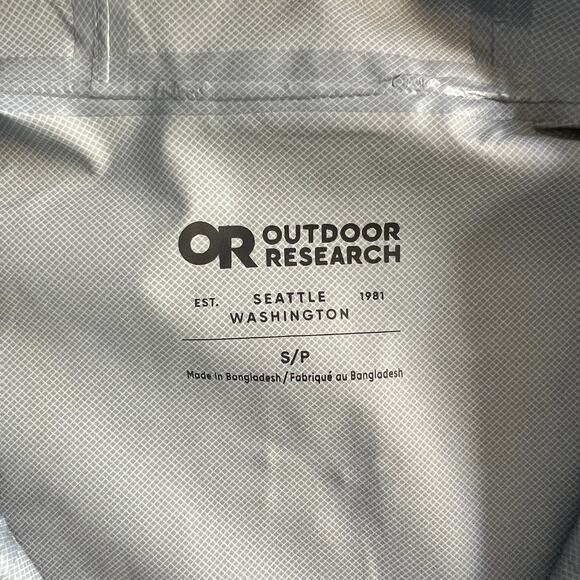 OR OUTDOOR
RESEARCH
EST. SEATTLE 1981
WASHINGTON
S/P
Made in Bangladesh/Fabriqué au Bangladesh